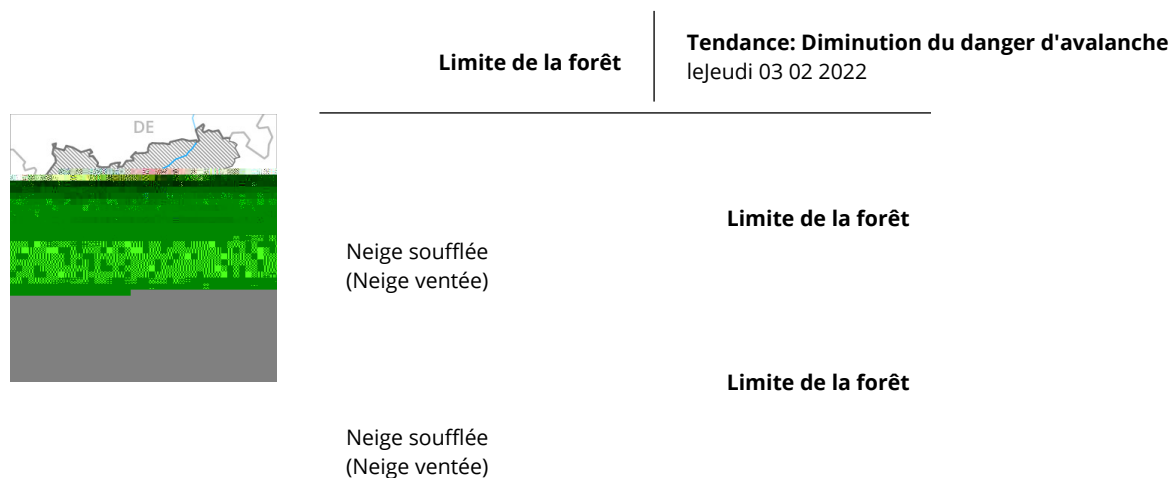 Limite de la forêt
Tendance: Diminution du danger d'avalanche
leJeudi 03 02 2022
DE
Limite de la forêt
Neige soufflée
(Neige ventée)
Limite de la forêt
Neige soufflée
(Neige ventée)